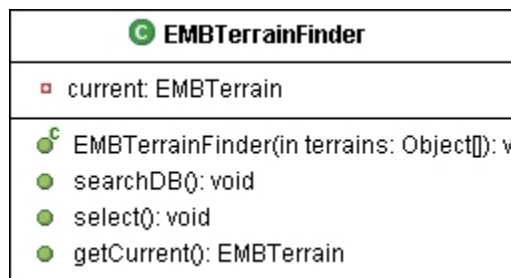 C EMBTerrainFinder
current: EMBTerrain
C EMBTerrainFinder(in terrains: Object[]): v
searchDB(): void
select(): void
getCurrent(): EMBTerrain